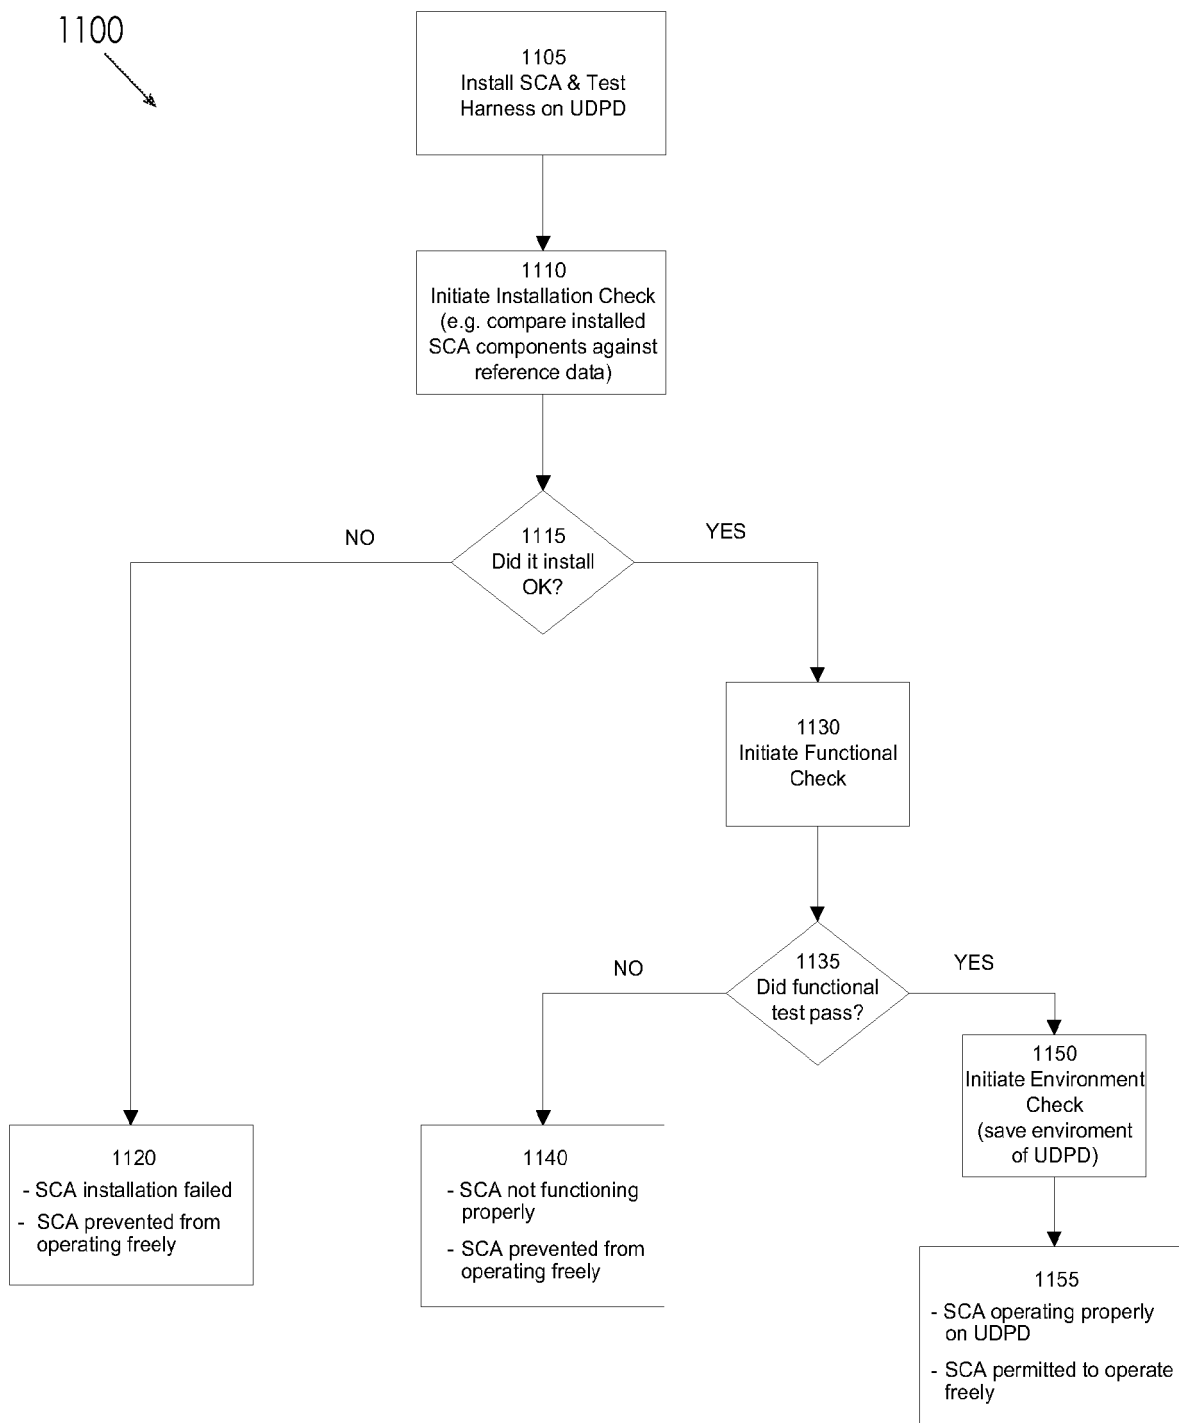 1100
1105
Install SCA & Test
Harness on UDPD
1110
Initiate Installation Check
(e.g. compare installed
SCA components against
reference data)
NO
1115
Did it install
OK?
YES
1130
Initiate Functional
Check
NO
1135
Did functional
test pass?
YES
1150
Initiate Environment
Check
(save enviroment
of UDPD)
1120
- SCA installation failed
- SCA prevented from
operating freely
1140
- SCA not functioning
properly
- SCA prevented from
operating freely
1155
- SCA operating properly
on UDPD
- SCA permitted to operate
freely